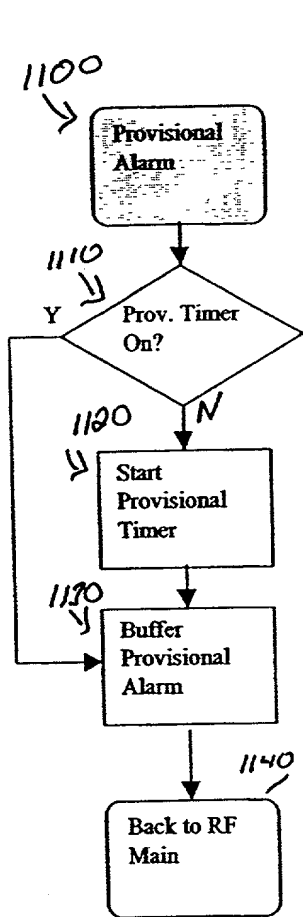 1100
Provisional
Alarm
1110
Y
Prov. Timer
On?
N
1120
Start
Provisional
Timer
1130
Buffer
Provisional
Alarm
1140
Back to RF
Main